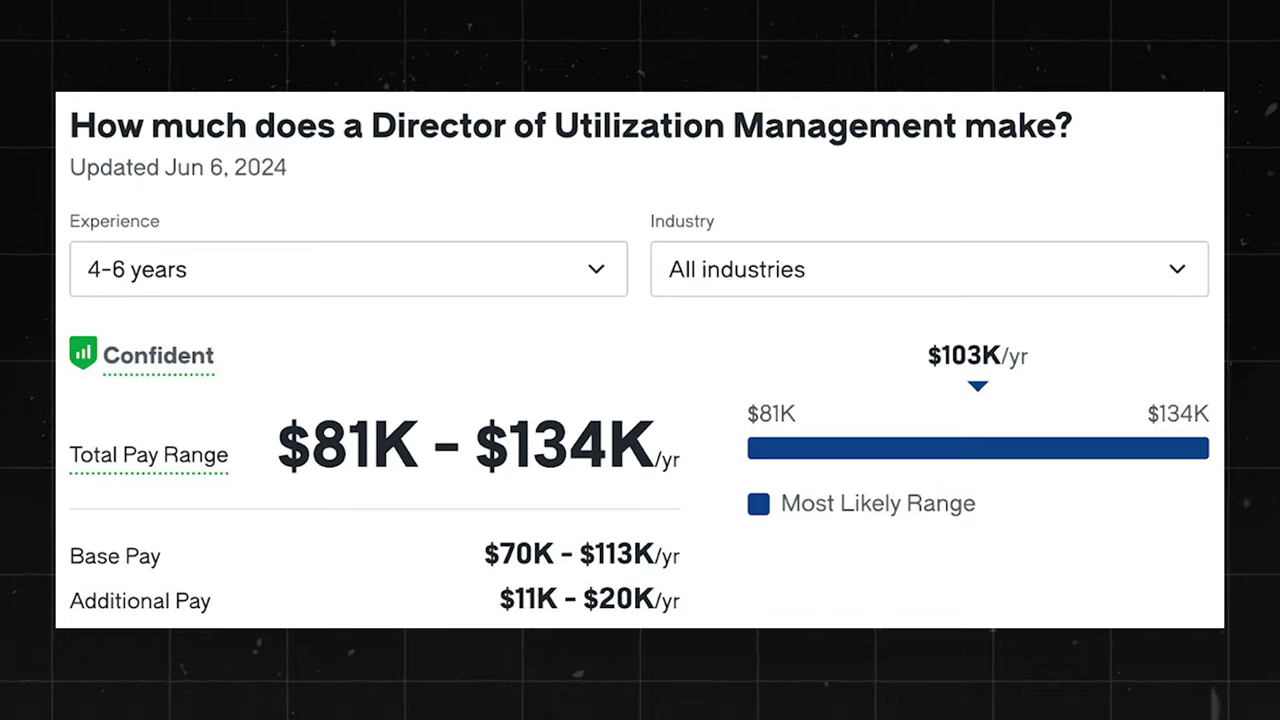 How much does a Director of Utilization Management make?
Updated Jun 6, 2024
Experience
Industry
4-6 years
All industries
Confident
$103K/yr
$81K
$134K
Total Pay Range
$81K - $134K/yr
Most Likely Range
Base Pay
$70K - $113K/yr
Additional Pay
$11K - $20K/yr